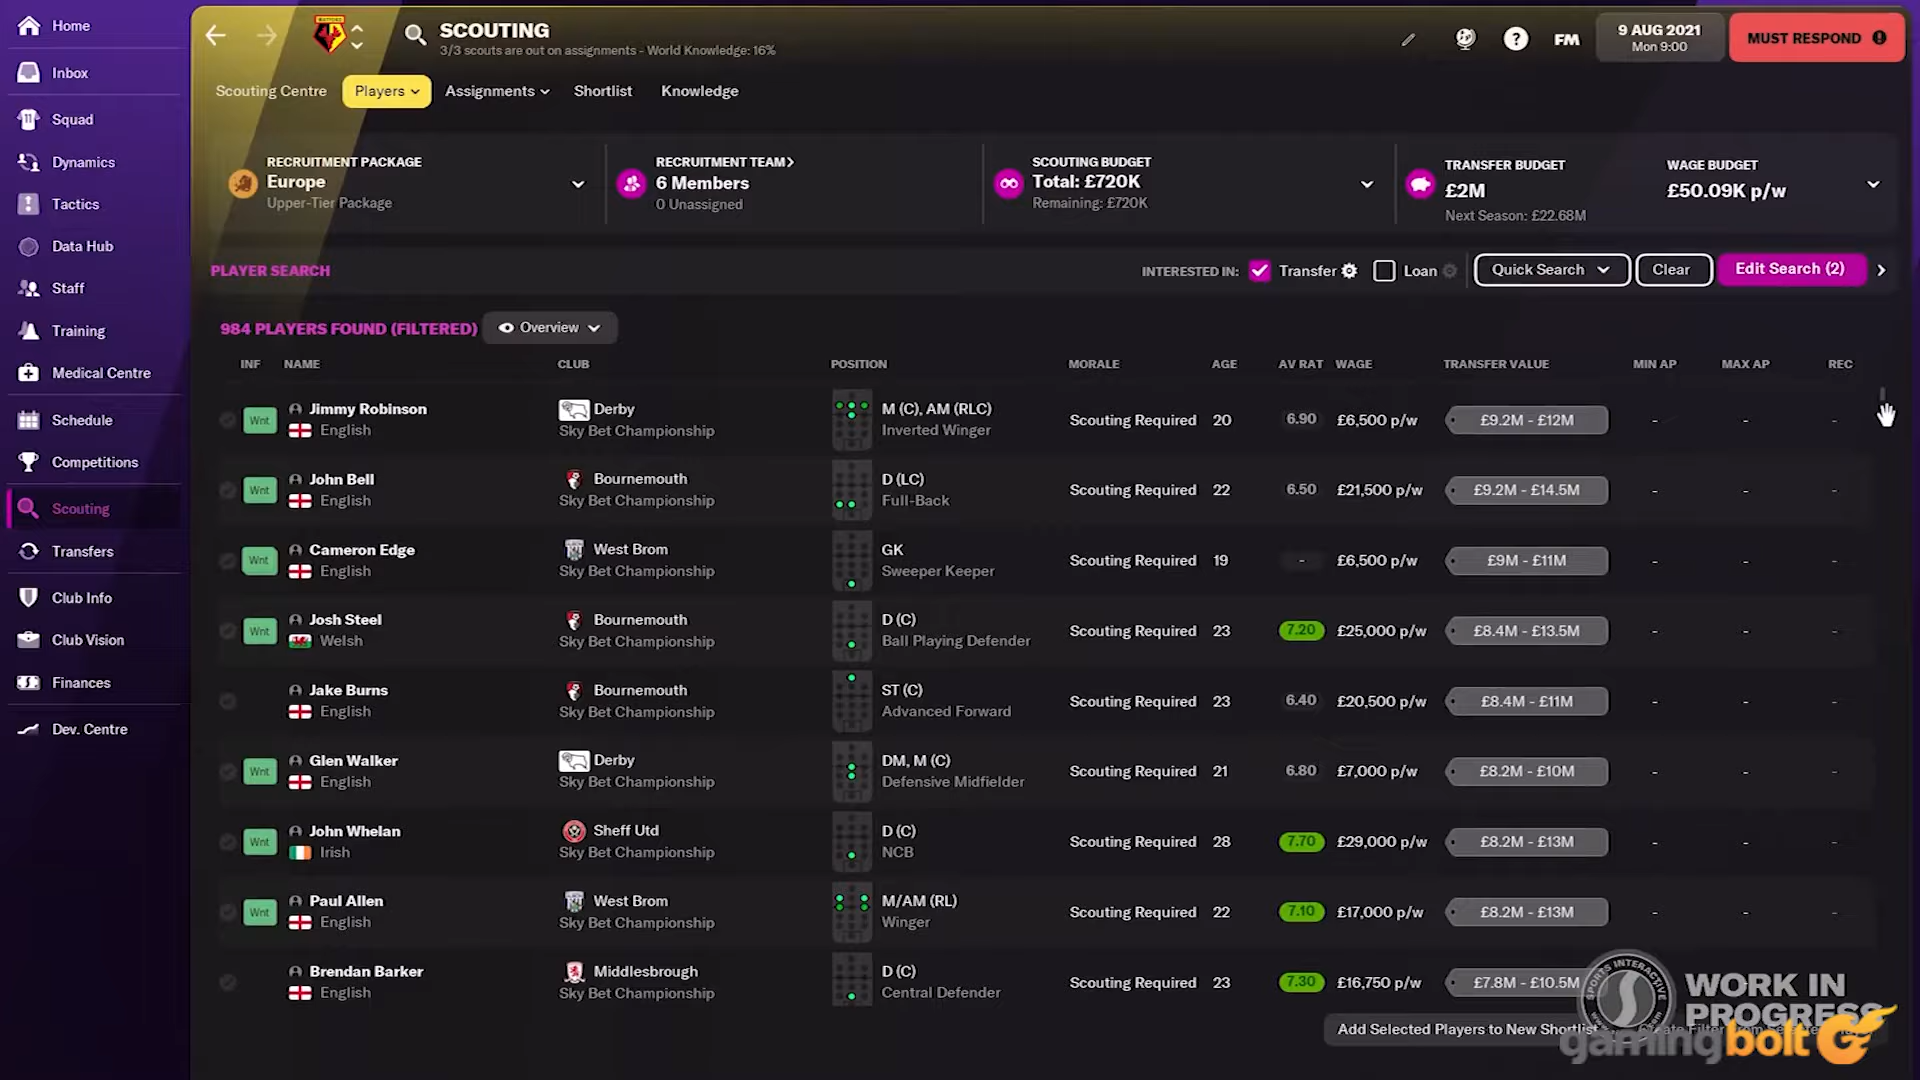 Home
Inbox
Squad
Dynamics
Tactics
Data Hub
Staff
Training
Medical Centre
Schedule
Competitions
Scouting
Transfers
Club Info
Club Vision
Finances
Dev. Centre
SCOUTING
3/3 scouts are out on assignments - World Knowledge: 16%
FM
9 AUG 2021
Mon 9:00
MUST RESPOND
Scouting Centre Players Assignments Shortlist Knowledge
RECRUITMENT PACKAGE
Europe
Upper-Tier Package
RECRUITMENT TEAM>
6 Members
0 Unassigned
SCOUTING BUDGET
Total: £720K
Remaining: £720K
TRANSFER BUDGET
£2M
Next Season: £22.68M
WAGE BUDGET
£50.09K p/w
PLAYER SEARCH
INTERESTED IN: Transfer Loan Quick Search Clear Edit Search (2)
984 PLAYERS FOUND (FILTERED) Overview
INF NAME CLUB POSITION MORALE AGE AV RAT WAGE TRANSFER VALUE MIN AP MAX AP REC
Wnt Jimmy Robinson Derby M (C), AM (RLC) Scouting Required 20 6.90 £6,500 p/w £9.2M - £12M - - -
English Sky Bet Championship Inverted Winger
Wnt John Bell Bournemouth D (LC) Scouting Required 22 6.50 £21,500 p/w £9.2M - £14.5M - - -
English Sky Bet Championship Full-Back
Wnt Cameron Edge West Brom GK Scouting Required 19 - £6,500 p/w £9M - £11M - - -
English Sky Bet Championship Sweeper Keeper
Wnt Josh Steel Bournemouth D (C) Scouting Required 23 7.20 £25,000 p/w £8.4M - £13.5M - - -
Welsh Sky Bet Championship Ball Playing Defender
Jake Burns Bournemouth ST (C) Scouting Required 23 6.40 £20,500 p/w £8.4M - £11M - - -
English Sky Bet Championship Advanced Forward
Wnt Glen Walker Derby DM, M (C) Scouting Required 21 6.80 £7,000 p/w £8.2M - £10M - - -
English Sky Bet Championship Defensive Midfielder
Wnt John Whelan Sheff Utd D (C) Scouting Required 28 7.70 £29,000 p/w £8.2M - £13M - - -
Irish Sky Bet Championship NCB
Wnt Paul Allen West Brom M/AM (RL) Scouting Required 22 7.10 £17,000 p/w £8.2M - £13M - - -
English Sky Bet Championship Winger
Brendan Barker Middlesbrough D (C) Scouting Required 23 7.30 £16,750 p/w £7.8M - £10.5M -
English Sky Bet Championship Central Defender
SPORTS INTERACTIVE
WORK IN
PROGRESS
Add Selected Players to New Shortlist
gamingbolt